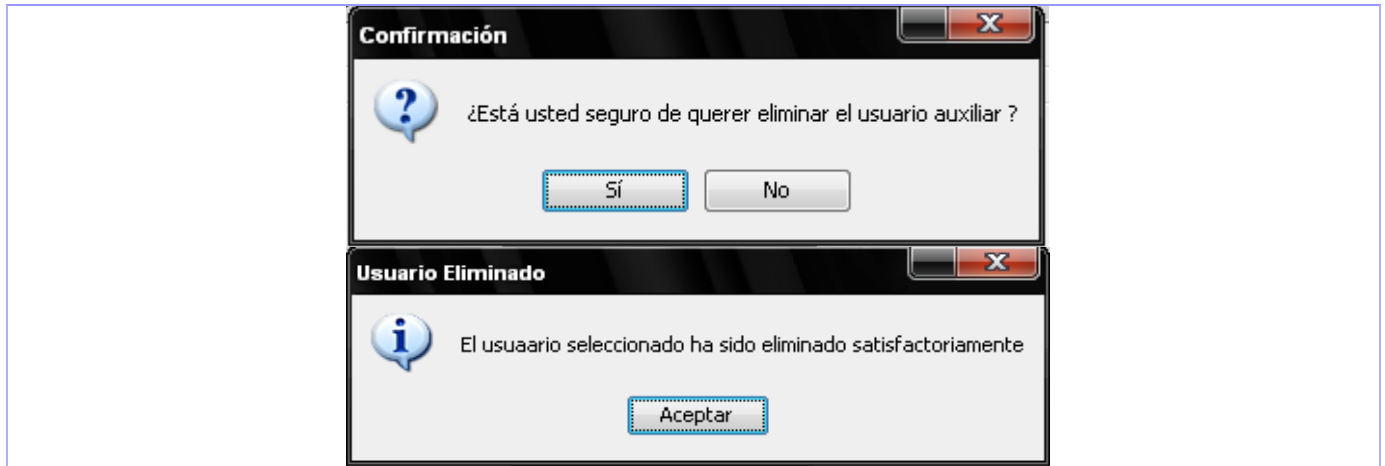 Confirmación
¿Está usted seguro de querer eliminar el usuario auxiliar ?
Sí No
Usuario Eliminado
El usuaario seleccionado ha sido eliminado satisfactoriamente
Aceptar